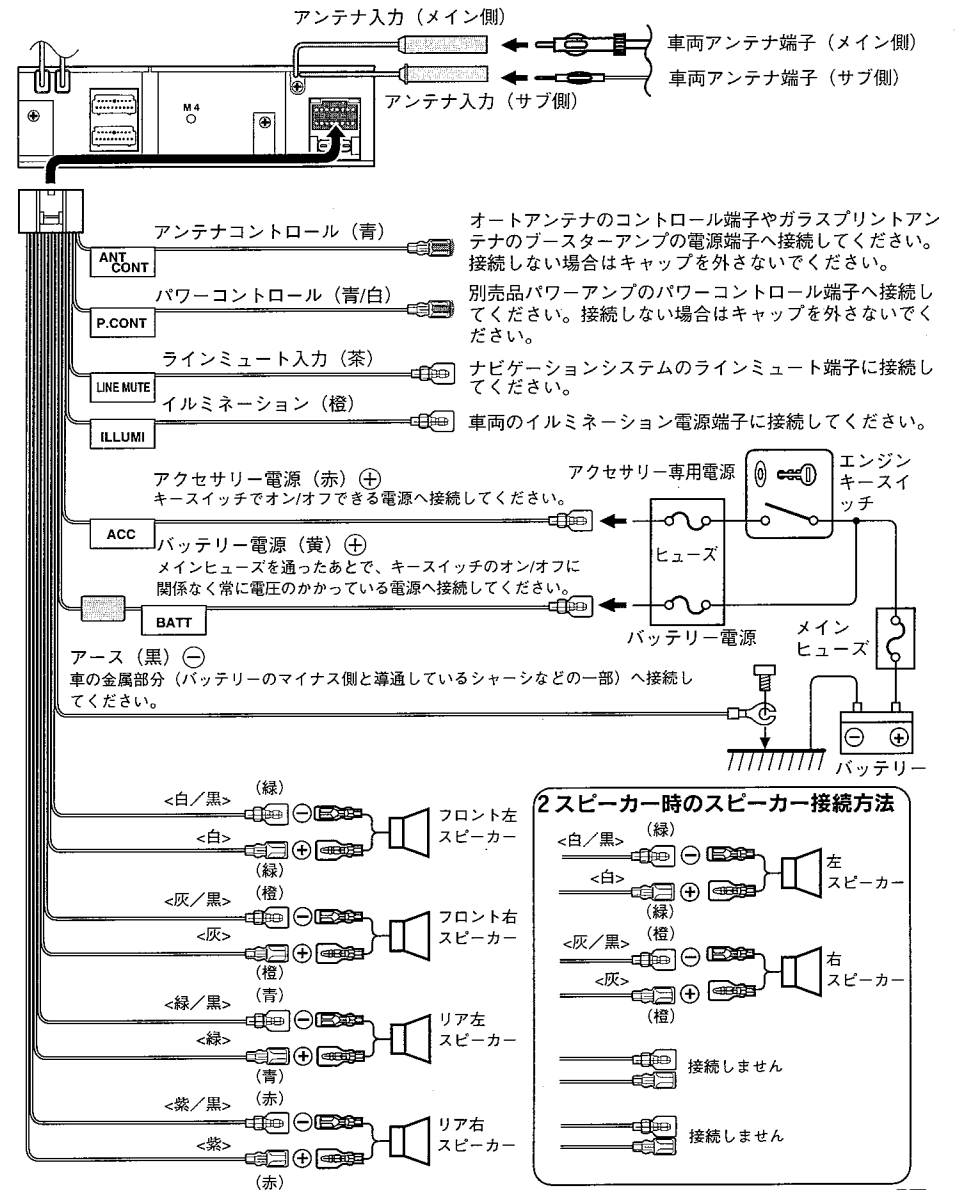 アンテナ入力（メイン側）
車両アンテナ端子（メイン側）
車両アンテナ端子（サブ側）
アンテナ入力（サブ側）
M4
アンテナコントロール（青）
ANT
CONT
オートアンテナのコントロール端子やガラスプリントアン
テナのブースターアンプの電源端子へ接続してください。
接続しない場合はキャップを外さないでください。
パワーコントロール（青/白）
P.CONT
別売品パワーアンプのパワーコントロール端子へ接続し
てください。接続しない場合はキャップを外さないでく
ださい。
ラインミュート入力（茶）
LINE MUTE
ナビゲーションシステムのラインミュート端子に接続し
てください。
イルミネーション（橙）
ILLUMI
車両のイルミネーション電源端子に接続してください。
アクセサリー電源（赤）⊕
キースイッチでオン/オフできる電源へ接続してください。
ACC
アクセサリー専用電源
エンジン
キースイ
ッチ
ヒューズ
バッテリー電源（黄）⊕
メインヒューズを通ったあとで、キースイッチのオン/オフに
関係なく常に電圧のかかっている電源へ接続してください。
BATT
バッテリー電源
メイン
ヒューズ
アース（黒）⊖
車の金属部分（バッテリーのマイナス側と導通しているシャーシなどの一部）へ接続し
てください。
⊖ ⊕
バッテリー
<白／黒>
（緑）
⊖
<白>
⊕
（緑）
フロント左
スピーカー
<灰／黒>
（橙）
⊖
<灰>
⊕
（橙）
フロント右
スピーカー
<緑／黒>
（青）
⊖
<緑>
⊕
（青）
リア左
スピーカー
<紫／黒>
（赤）
⊖
<紫>
⊕
（赤）
リア右
スピーカー
2スピーカー時のスピーカー接続方法
<白／黒>
（緑）
⊖
<白>
⊕
（緑）
左
スピーカー
<灰／黒>
（橙）
⊖
<灰>
⊕
（橙）
右
スピーカー
接続しません
接続しません